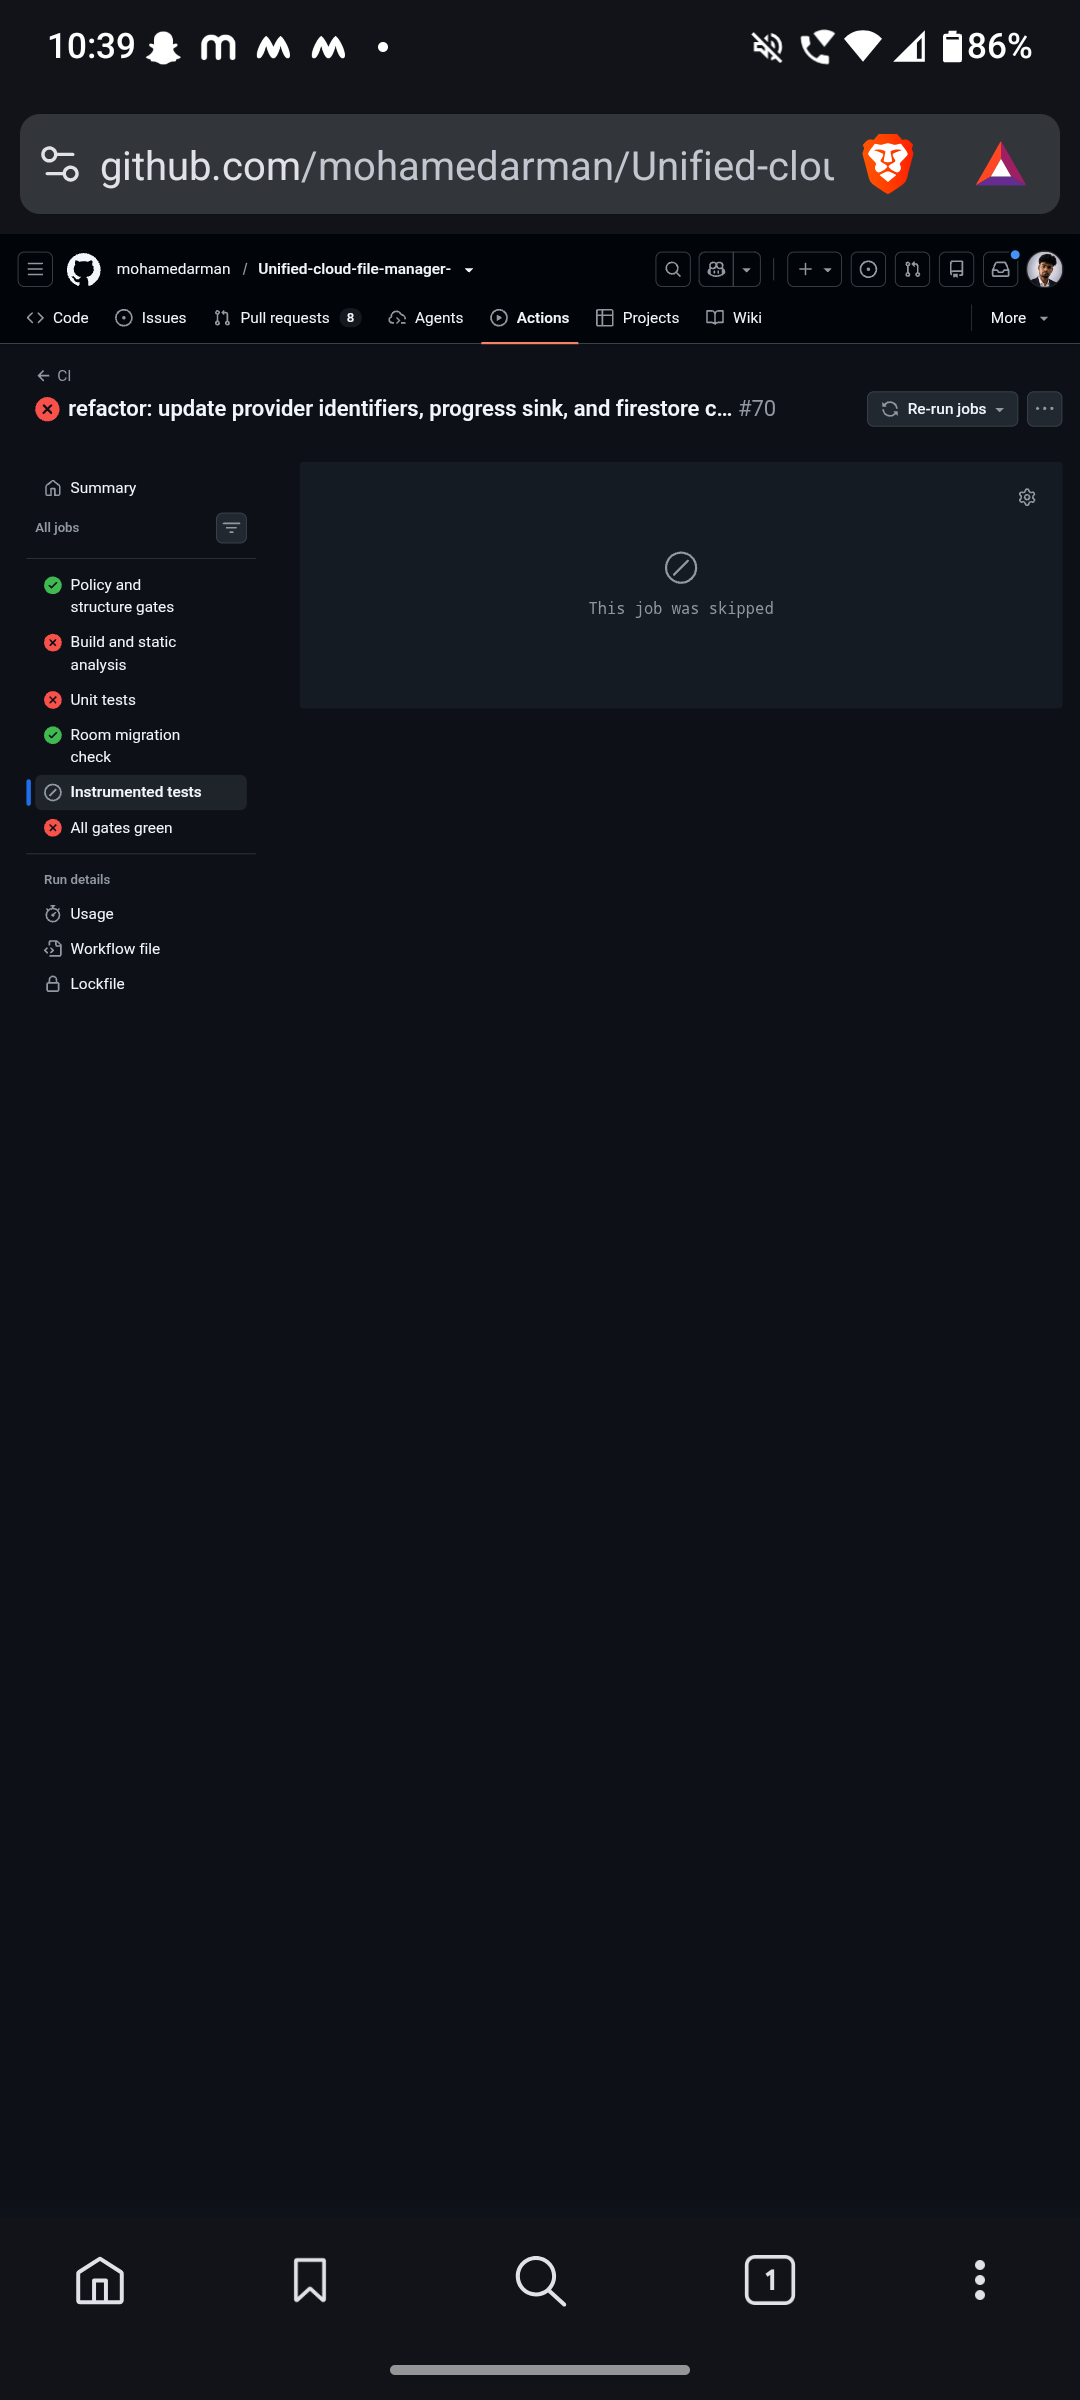 10:39
86%
github.com/mohamedarman/Unified-clou
mohamedarman / Unified-cloud-file-manager-
Code Issues Pull requests 8 Agents Actions Projects Wiki More
CI
refactor: update provider identifiers, progress sink, and firestore c... #70
Re-run jobs
Summary
All jobs
Policy and
structure gates
Build and static
analysis
Unit tests
Room migration
check
Instrumented tests
All gates green
Run details
Usage
Workflow file
Lockfile
This job was skipped
1